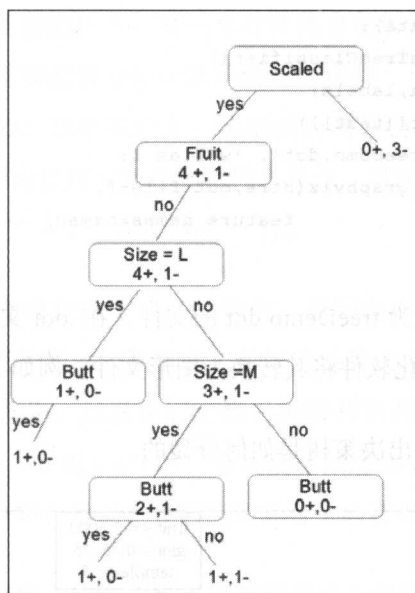 Scaled
yes
Fruit
4 +, 1-
0+, 3-
no
Size = L
4+, 1-
yes
no
Butt
1+, 0-
Size =M
3+, 1-
yes
1+,0-
yes
no
Butt
2+,1-
Butt
0+,0-
yes
no
1+, 0-
1+,1-